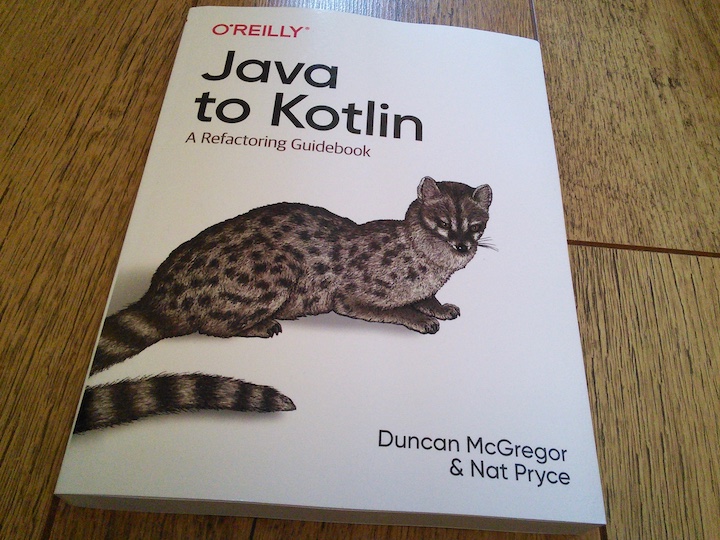 O'REILLY®
Java
to Kotlin
A Refactoring Guidebook
Duncan McGregor
& Nat Pryce